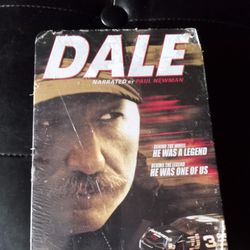 DALE
NARRATED BY PAUL NEWMAN
BEHIND THE WHEEL
HE WAS A LEGEND
BEHIND THE LEGEND
HE WAS ONE OF US
3